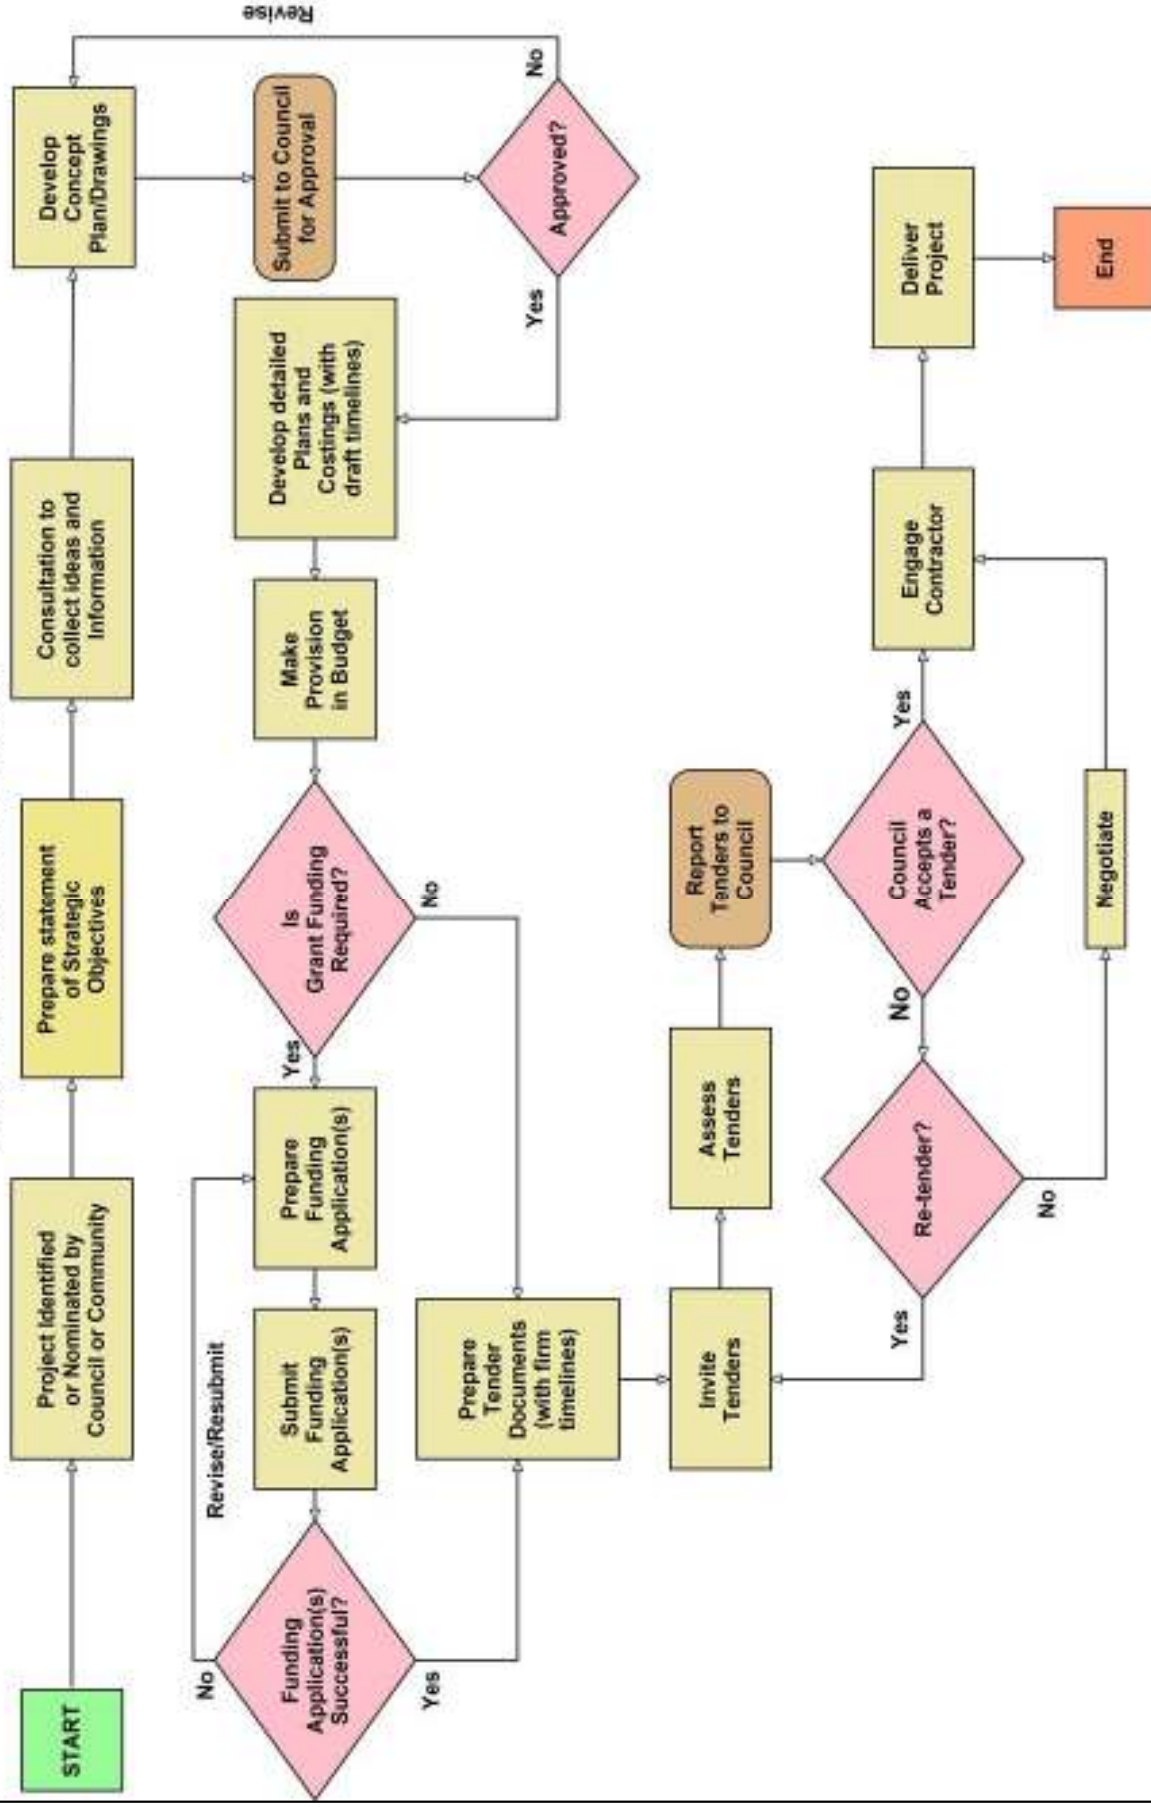 START
Project Identified
or Nominated by
Council or Community
Prepare statement
of Strategic
Objectives
Consultation to
collect ideas and
Information
Develop
Concept
Plan/Drawings
Revise
Submit to Council
for Approval
Approved?
No
Yes
Develop detailed
Plans and
Costings (with
draft timelines)
Make
Provision
in Budget
Is
Grant Funding
Required?
Yes
No
Prepare
Funding
Application(s)
Submit
Funding
Application(s)
Revise/Resubmit
Funding
Application(s)
Successful?
No
Yes
Prepare
Tender
Documents
(with firm
timelines)
Invite
Tenders
Assess
Tenders
Report
Tenders to
Council
Council
Accepts a
Tender?
No
Yes
Re-tender?
Yes
No
Negotiate
Engage
Contractor
Deliver
Project
End